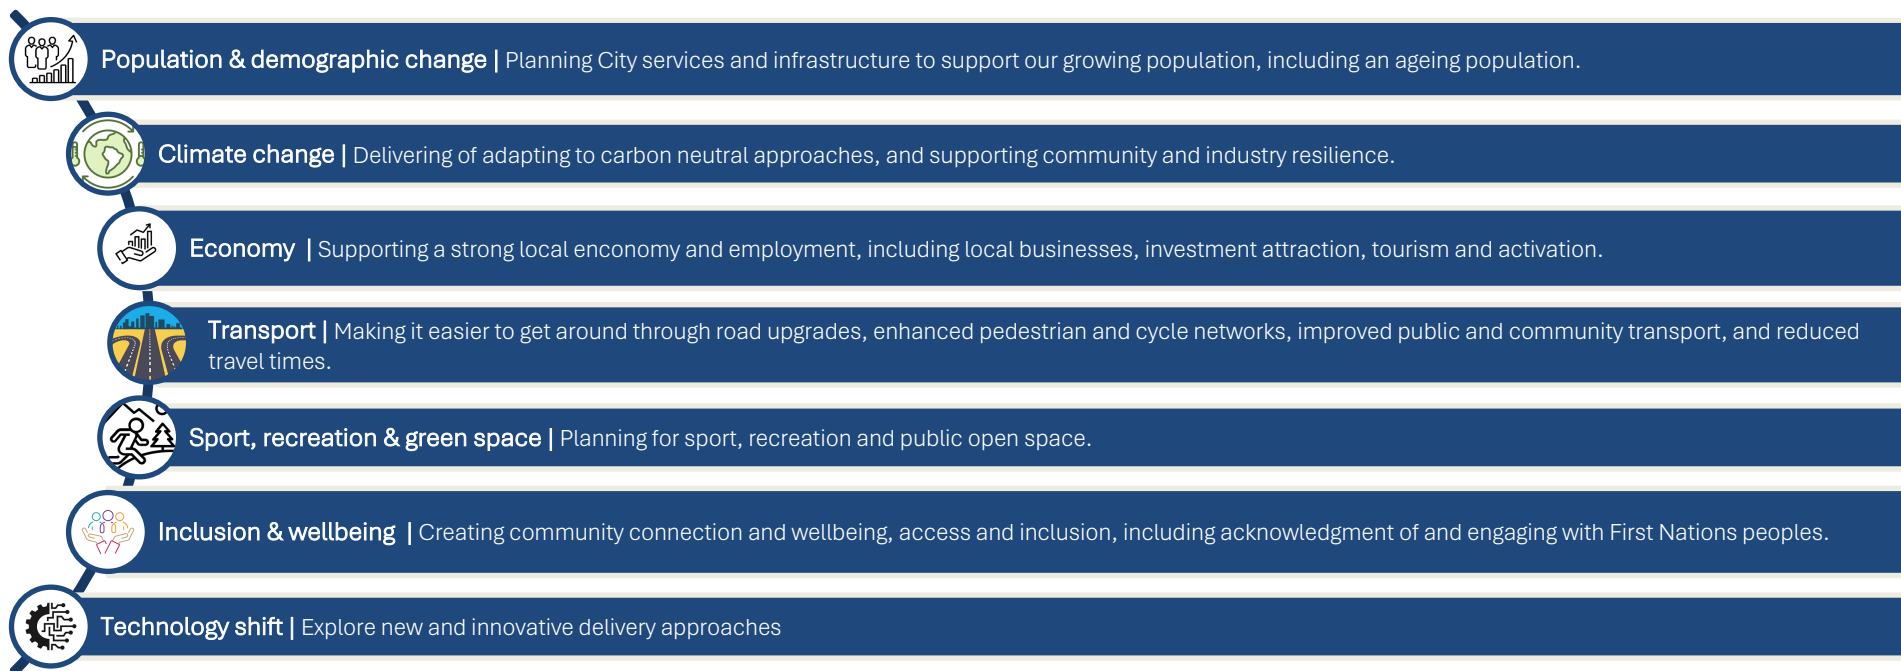 Population & demographic change | Planning City services and infrastructure to support our growing population, including an ageing population.
Climate change | Delivering of adapting to carbon neutral approaches, and supporting community and industry resilience.
Economy | Supporting a strong local enconomy and employment, including local businesses, investment attraction, tourism and activation.
Transport | Making it easier to get around through road upgrades, enhanced pedestrian and cycle networks, improved public and community transport, and reduced
travel times.
Sport, recreation & green space | Planning for sport, recreation and public open space.
Inclusion & wellbeing | Creating community connection and wellbeing, access and inclusion, including acknowledgment of and engaging with First Nations peoples.
Technology shift | Explore new and innovative delivery approaches